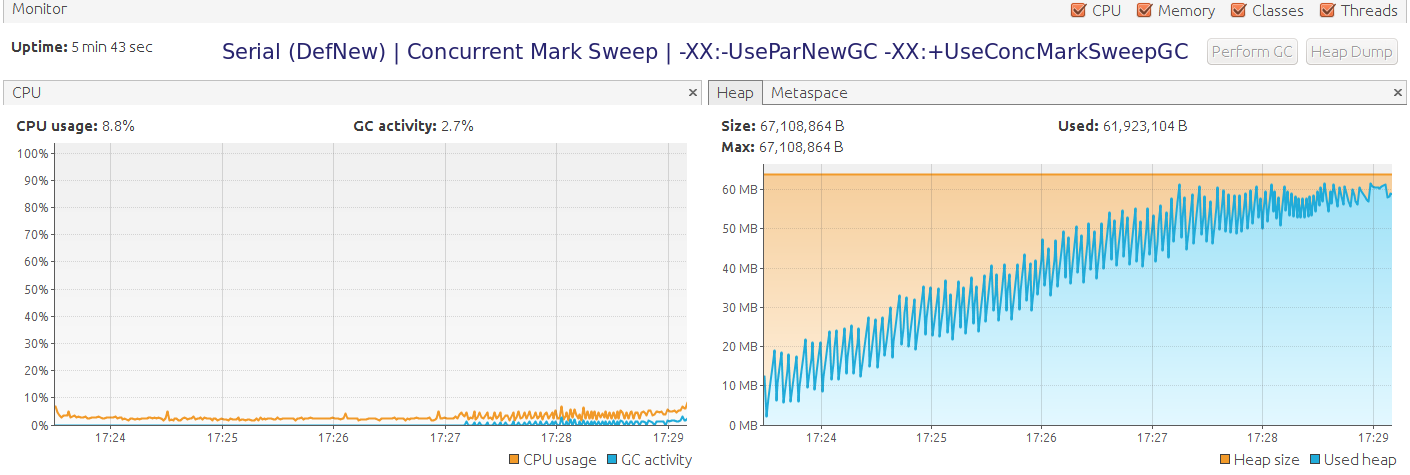 Monitor
CPU Memory Classes Threads
Uptime: 5 min 43 sec
Serial (DefNew) | Concurrent Mark Sweep | -XX:-UseParNewGC -XX:+UseConcMarkSweepGC
Perform GC Heap Dump
CPU ×
CPU usage: 8.8% GC activity: 2.7%
100%
90%
80%
70%
60%
50%
40%
30%
20%
10%
0%
17:24 17:25 17:26 17:27 17:28 17:29
CPU usage GC activity
Heap Metaspace ×
Size: 67,108,864 B Used: 61,923,104 B
Max: 67,108,864 B
60 MB
50 MB
40 MB
30 MB
20 MB
10 MB
0 MB
17:24 17:25 17:26 17:27 17:28 17:29
Heap size Used heap